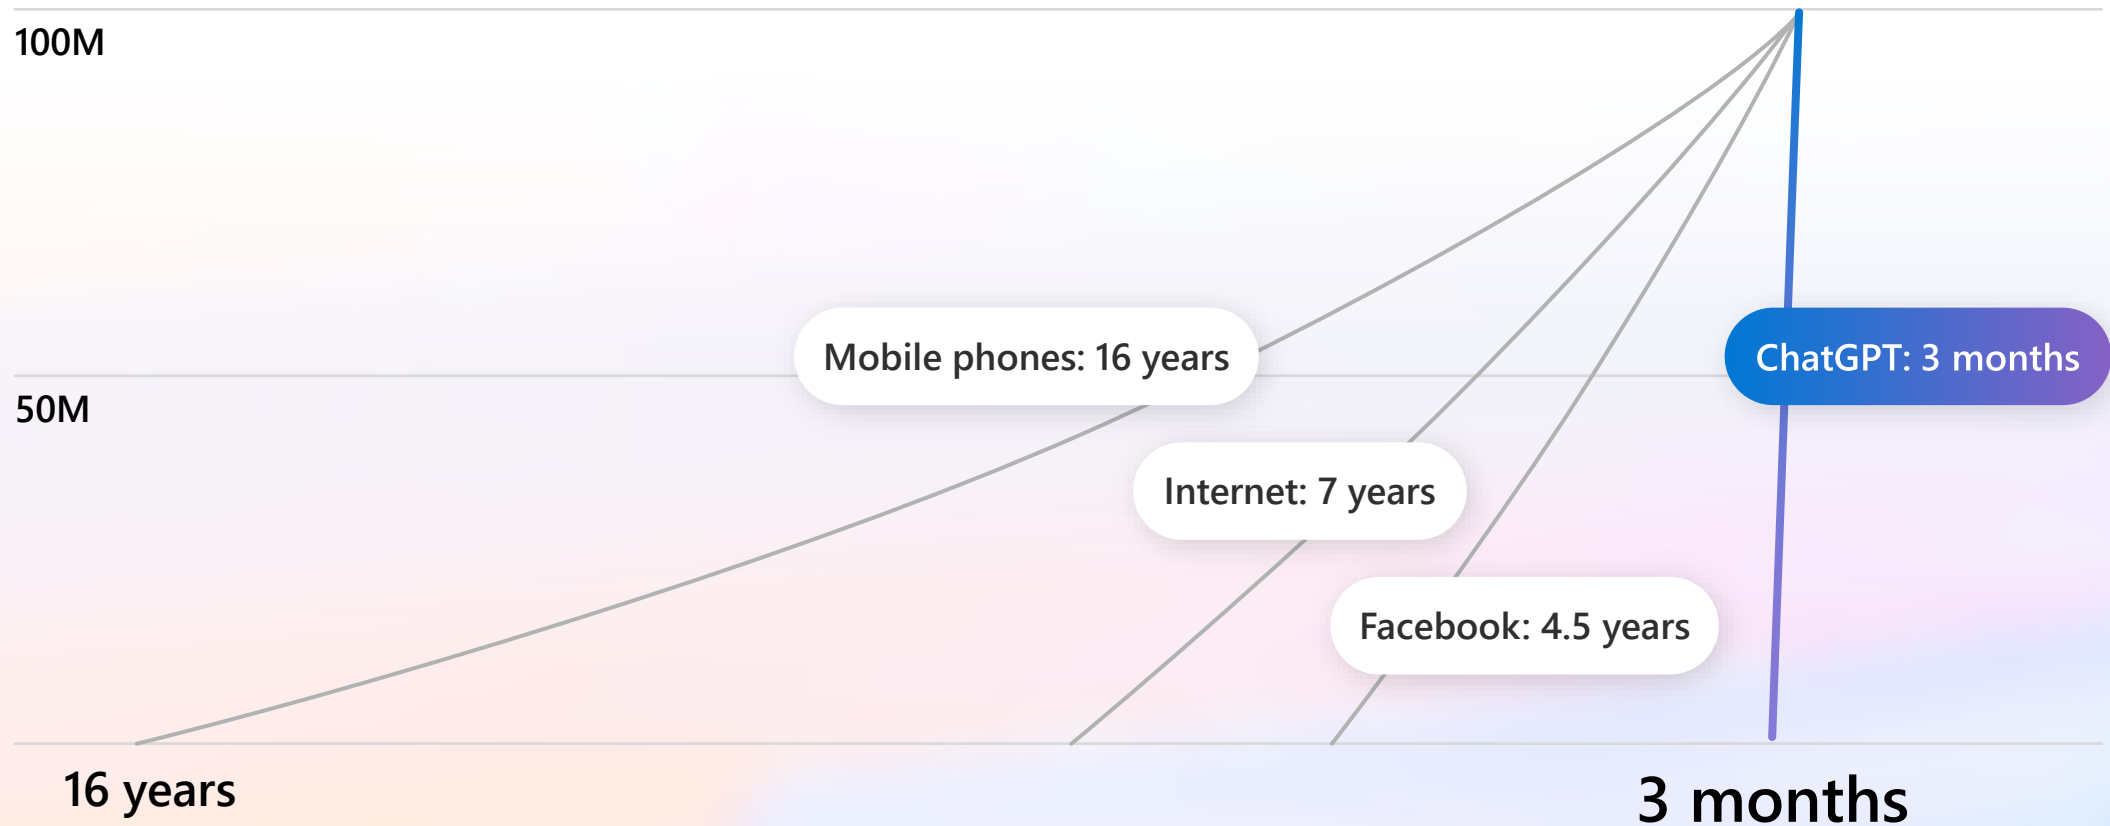 100M
Mobile phones: 16 years
ChatGPT: 3 months
50M
Internet: 7 years
Facebook: 4.5 years
16 years
3 months